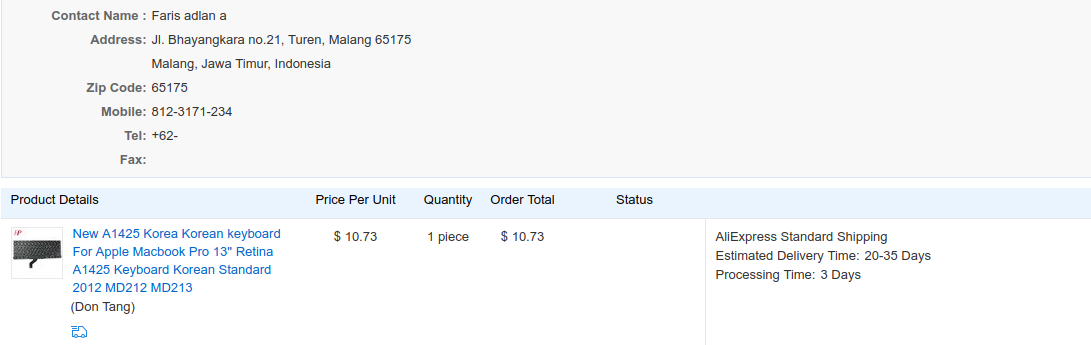 Contact Name : Faris adlan a
Address: Jl. Bhayangkara no.21, Turen, Malang 65175
Malang, Jawa Timur, Indonesia
Zip Code: 65175
Mobile: 812-3171-234
Tel: +62-
Fax:
Product Details Price Per Unit Quantity Order Total Status
New A1425 Korea Korean keyboard
For Apple Macbook Pro 13" Retina
A1425 Keyboard Korean Standard
2012 MD212 MD213
(Don Tang)
$ 10.73 1 piece $ 10.73
AliExpress Standard Shipping
Estimated Delivery Time: 20-35 Days
Processing Time: 3 Days